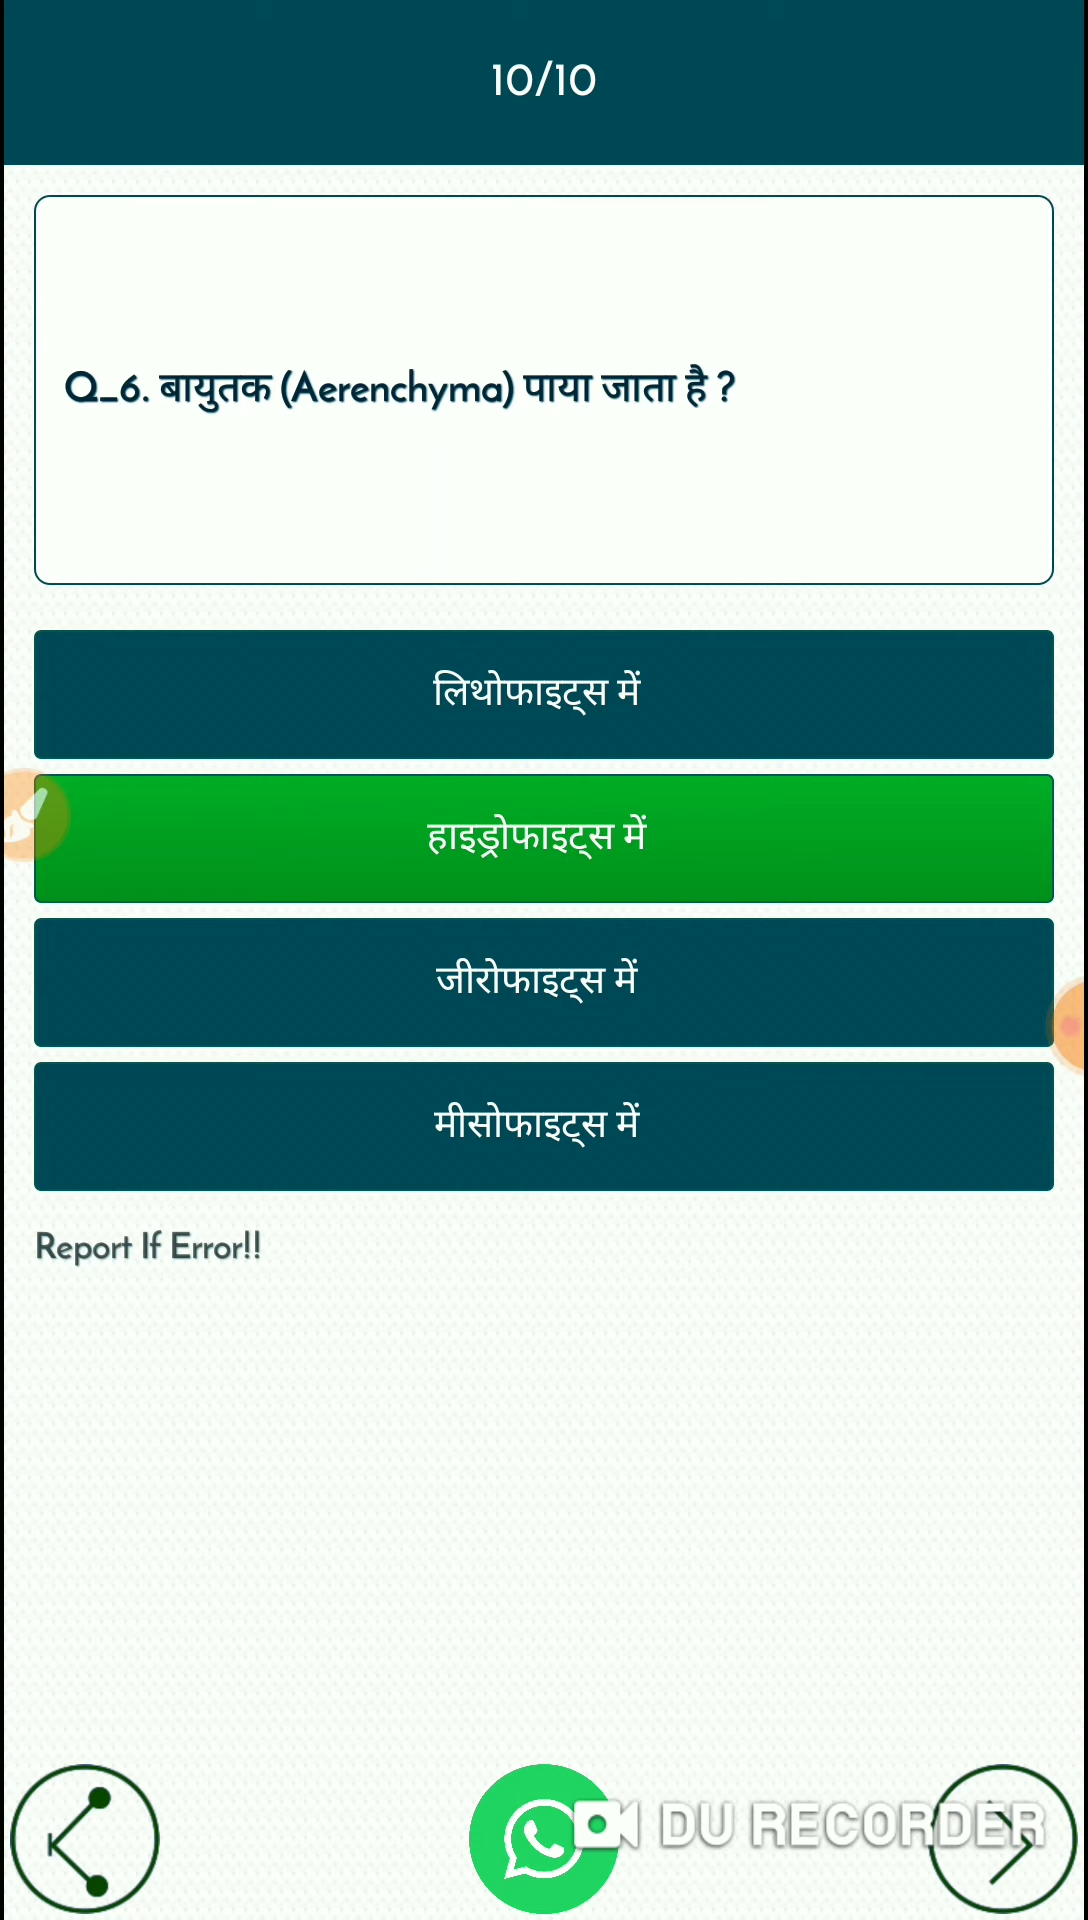 10/10
Q_6. बायुतक (Aerenchyma) पाया जाता है ?
लिथोफाइट्स में
हाइड्रोफाइट्स में
जीरोफाइट्स में
मीसोफाइट्स में
Report If Error!!
DU RECORDER